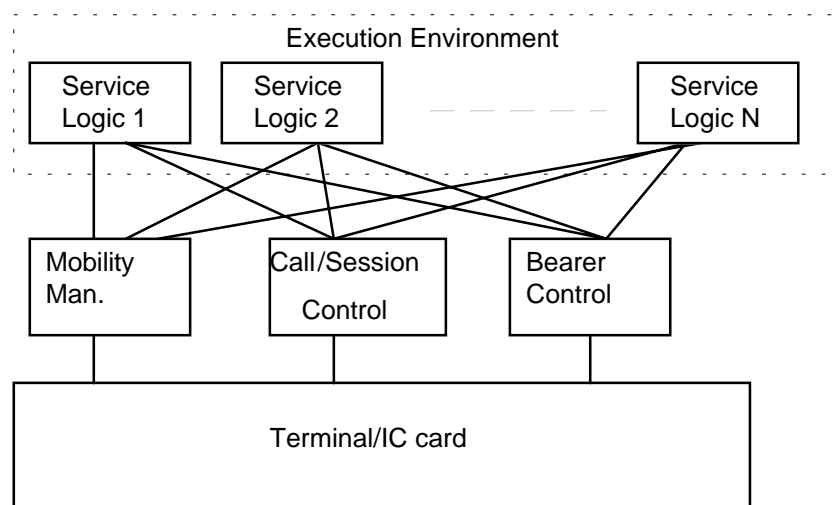 Execution Environment
Service
Logic 1
Service
Logic 2
Service
Logic N
Mobility
Man.
Call/Session
Control
Bearer
Control
Terminal/IC card